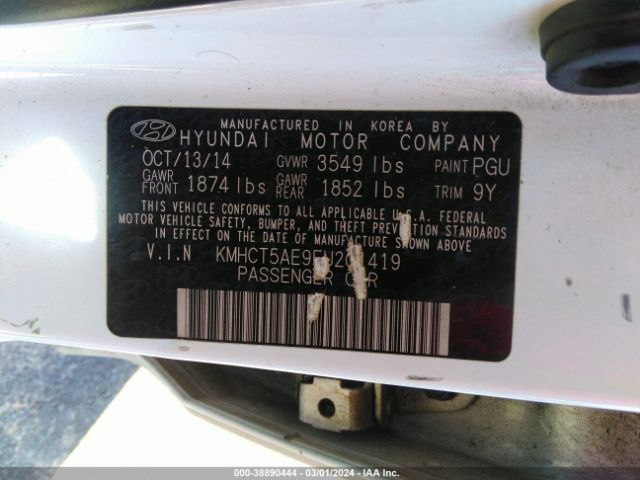 MANUFACTURED IN KOREA BY
HYUNDAI MOTOR COMPANY
OCT/13/14 GVWR 3549 lbs PAINT PGU
GAWR FRONT 1874 lbs GAWR REAR 1852 lbs TRIM 9Y
THIS VEHICLE CONFORMS TO ALL APPLICABLE U.S.A. FEDERAL
MOTOR VEHICLE SAFETY, BUMPER, AND THEFT PREVENTION STANDARDS
IN EFFECT ON THE DATE OF MANUFACTURE SHOWN ABOVE
V.I.N
PASSENGER CAR
000-38890444 - 03/01/2024 - IAA Inc.